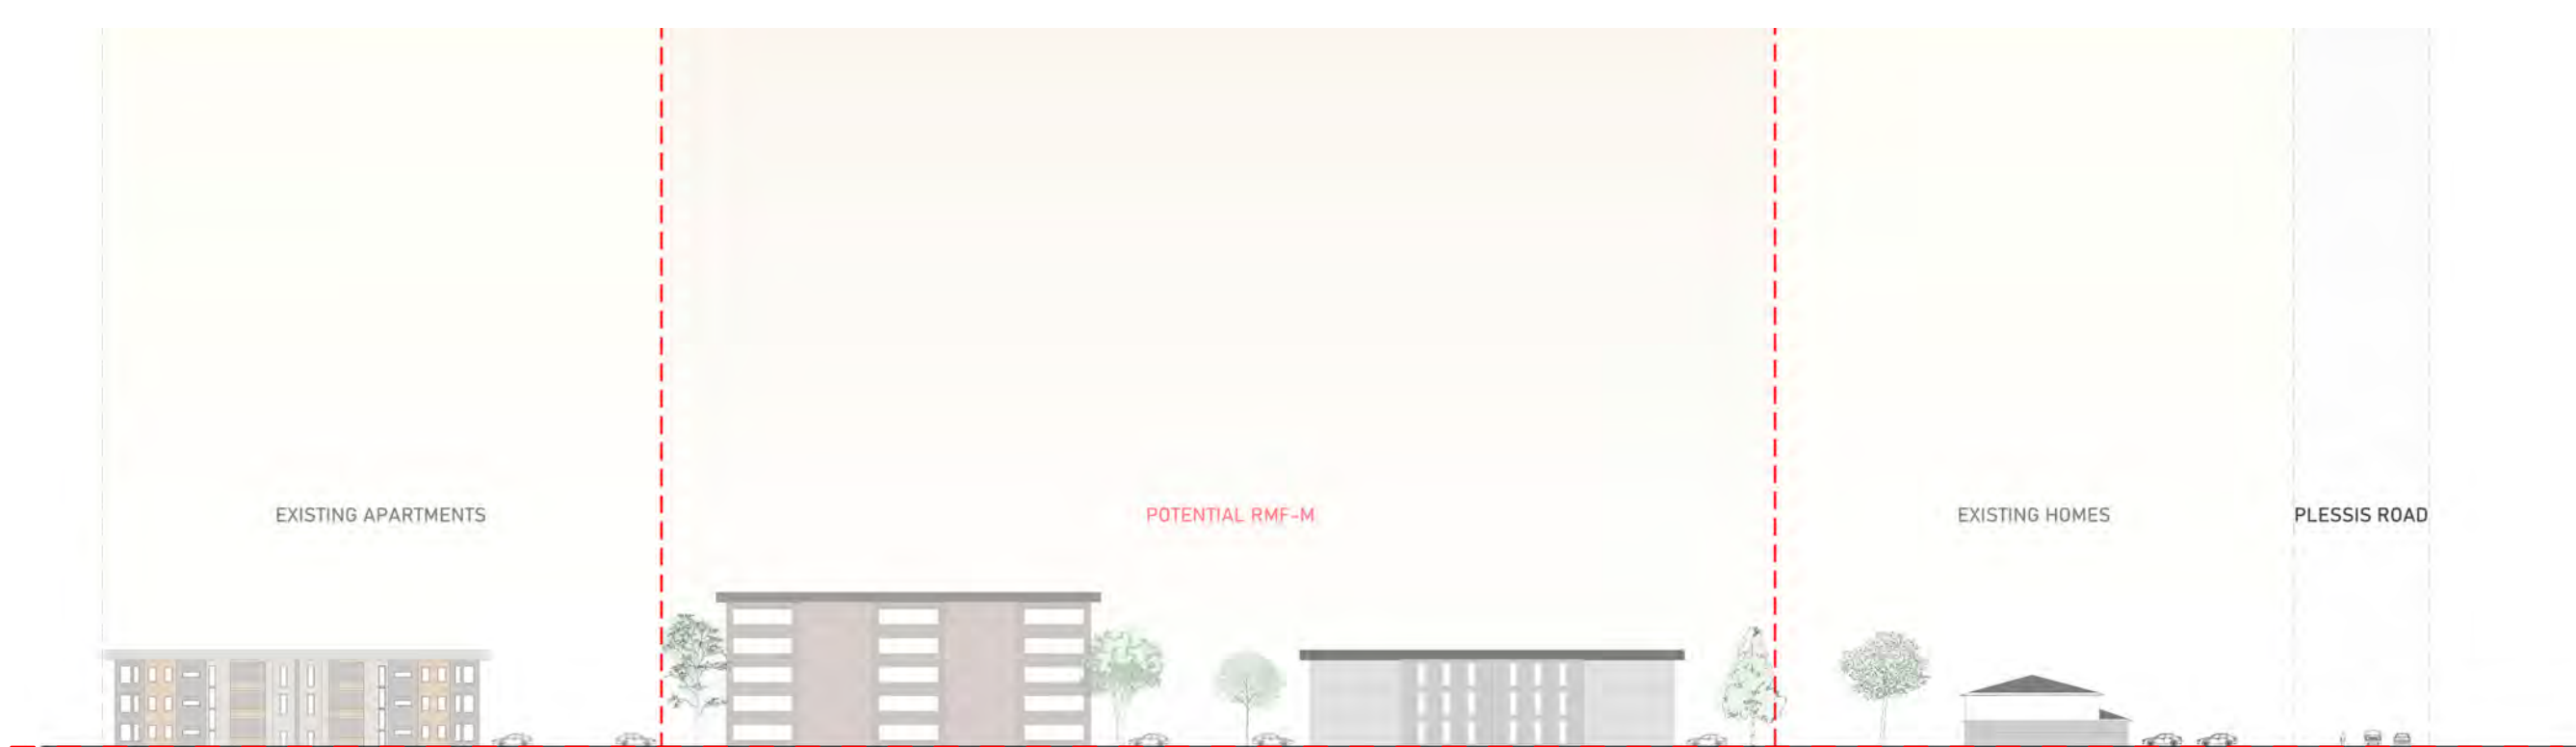 EXISTING APARTMENTS
POTENTIAL RMF-M
EXISTING HOMES
PLESSIS ROAD